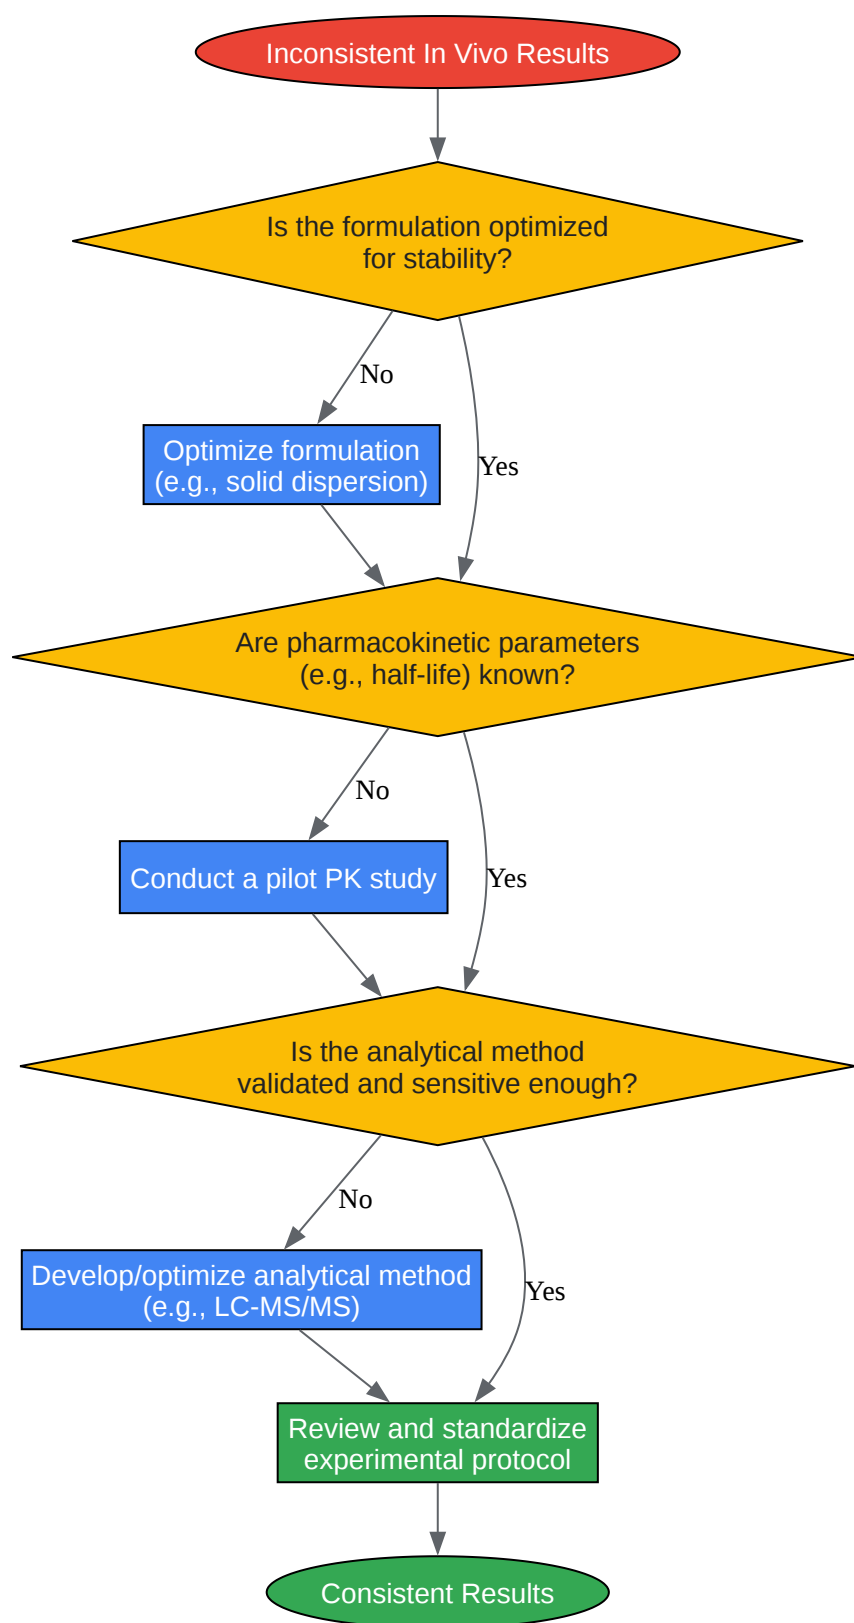 Inconsistent In Vivo Results
Is the formulation optimized
for stability?
No
Optimize formulation
(e.g., solid dispersion)
Yes
Are pharmacokinetic parameters
(e.g., half-life) known?
No
Conduct a pilot PK study
Yes
Is the analytical method
validated and sensitive enough?
No
Develop/optimize analytical method
(e.g., LC-MS/MS)
Yes
Review and standardize
experimental protocol
Consistent Results